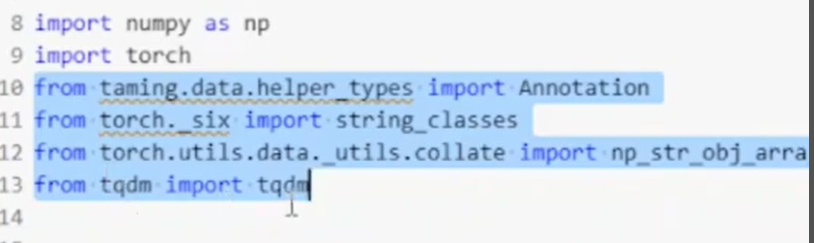 8 import numpy as np
9 import torch
10 from taming.data.helper_types import Annotation
11 from torch._six import string_classes
12 from torch.utils.data._utils.collate import np_str_obj_arra
13 from tqdm import tqdm
14